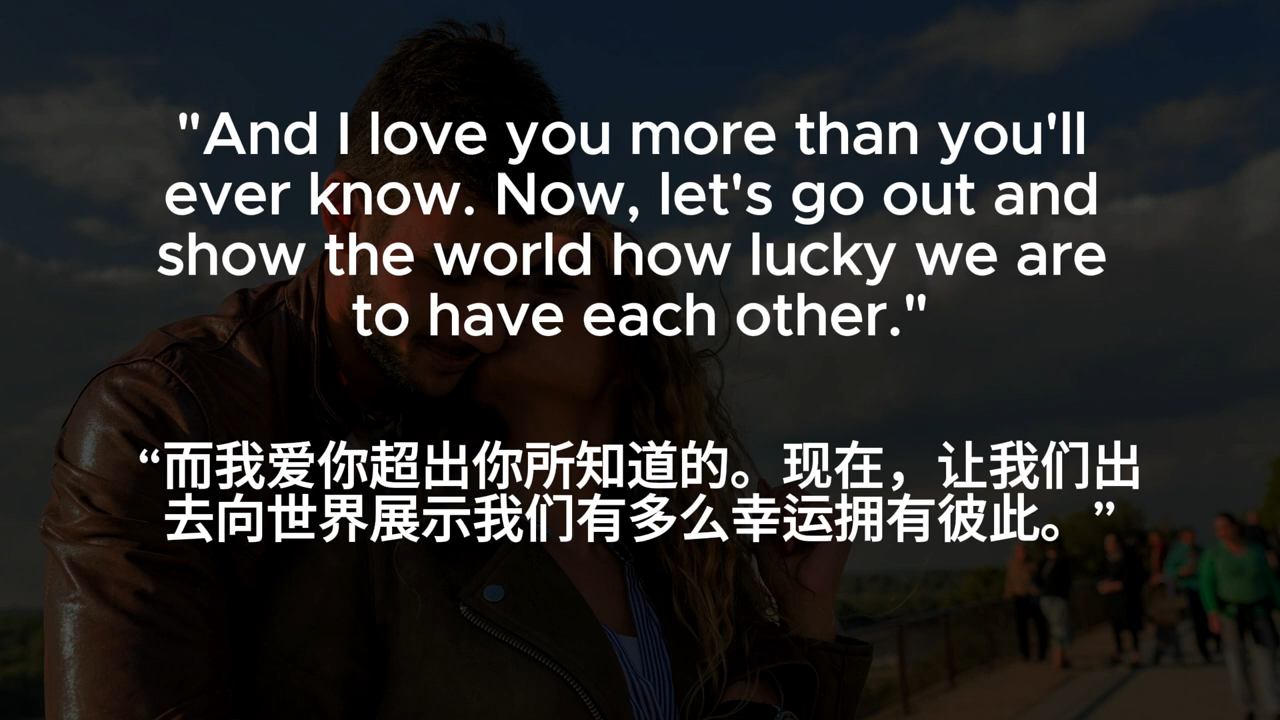 "And I love you more than you'll
ever know. Now, let's go out and
show the world how lucky we are
to have each other."
“而我爱你超出你所知道的。现在，让我们出
去向世界展示我们有多么幸运拥有彼此。”